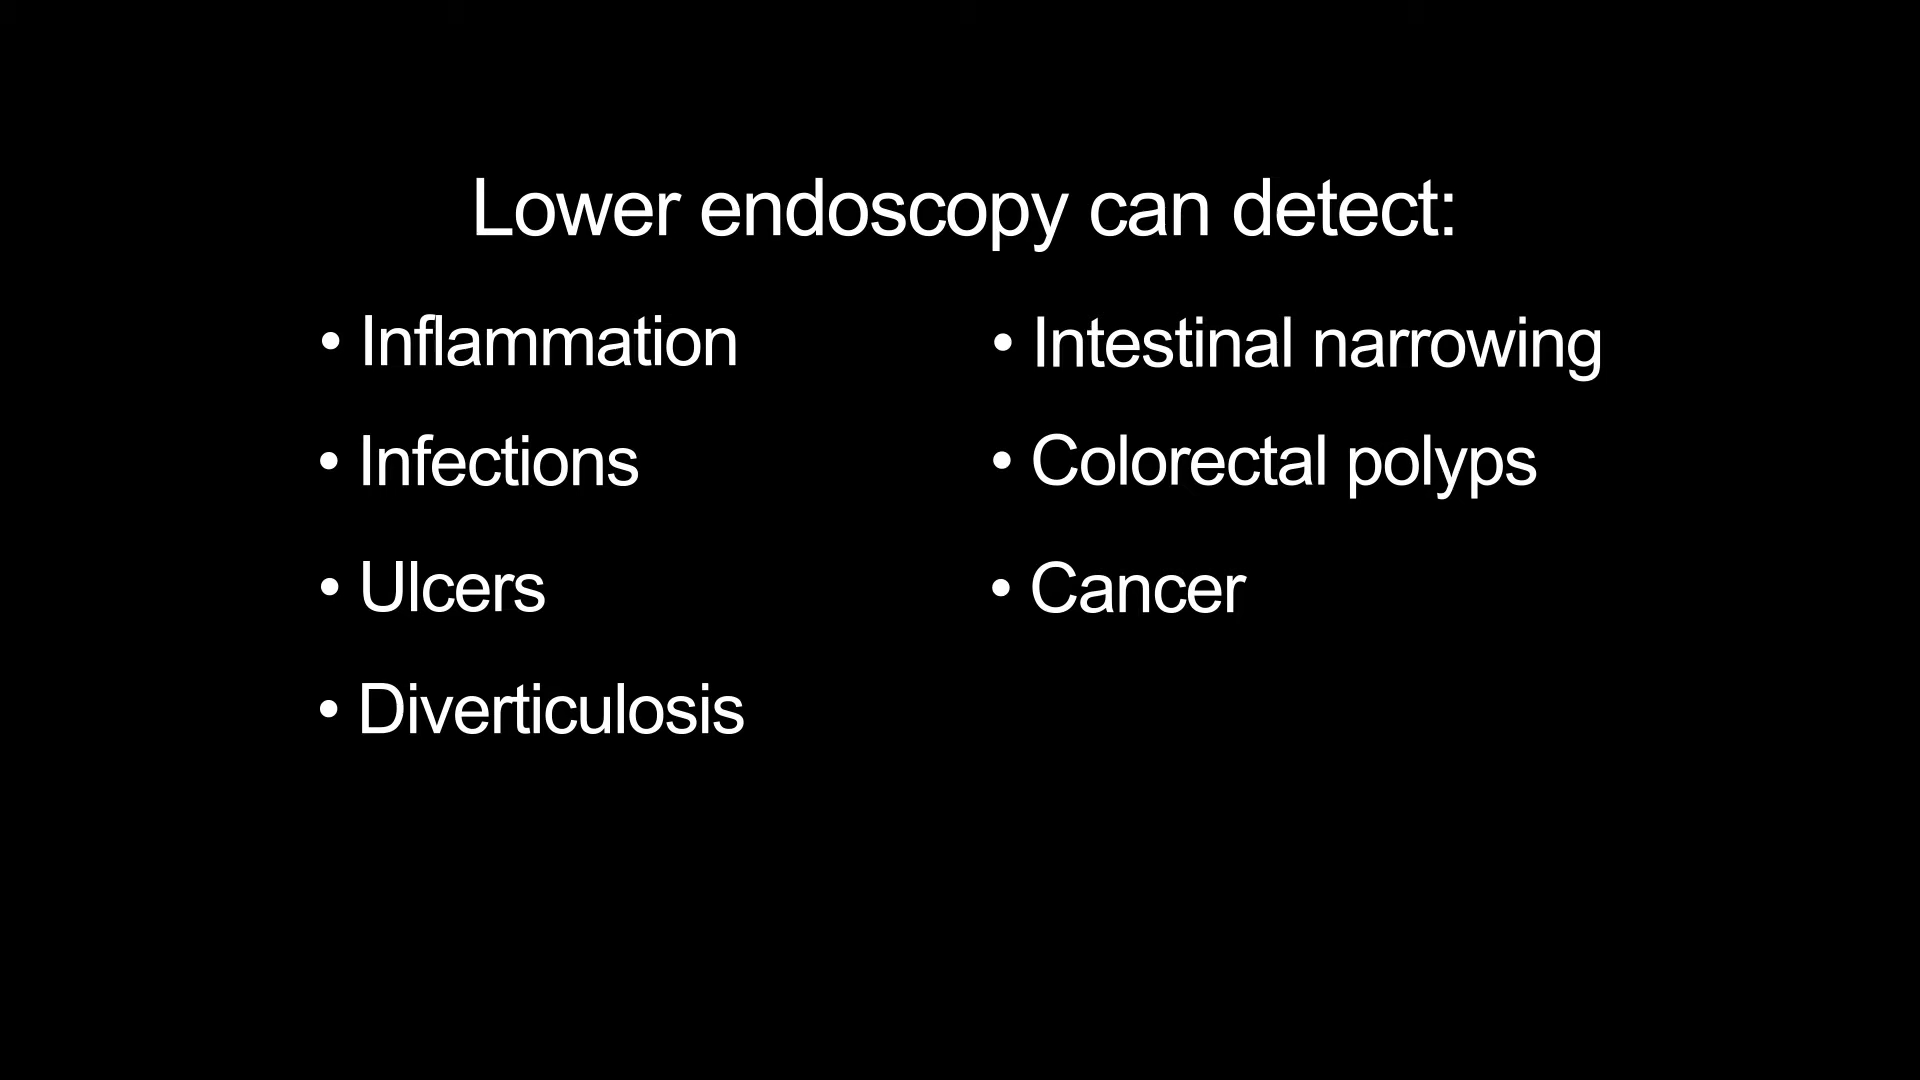 Lower endoscopy can detect:
• Inflammation
• Infections
• Ulcers
• Diverticulosis
• Intestinal narrowing
• Colorectal polyps
• Cancer